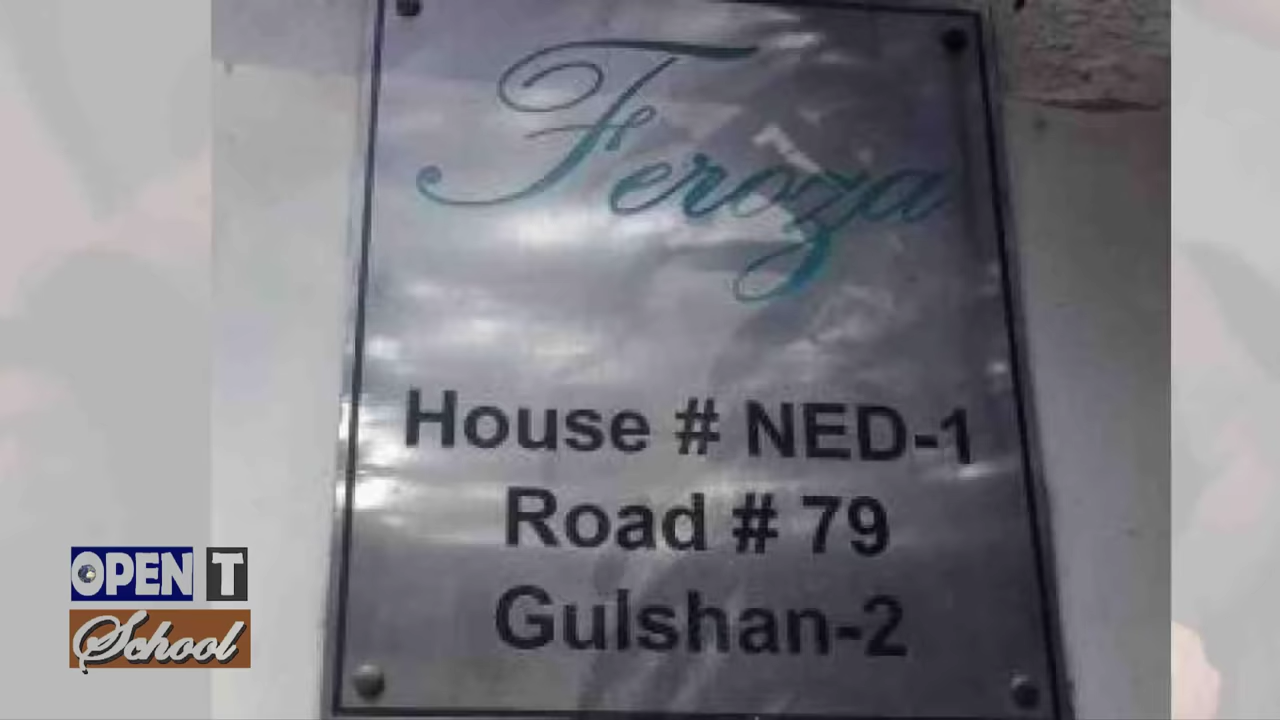 Feroza
House # NED-1
Road # 79
Gulshan-2
OPEN T
School